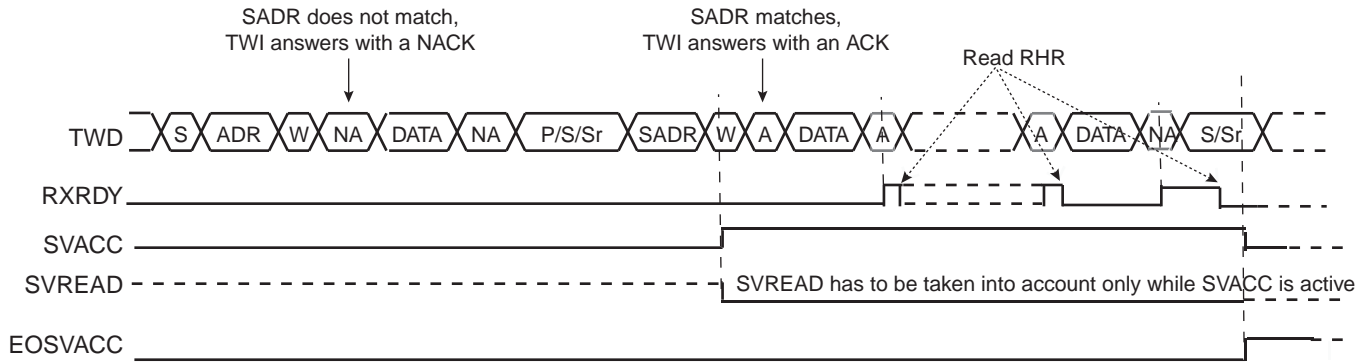 SADR does not match,
TWI answers with a NACK
SADR matches,
TWI answers with an ACK
Read RHR
TWD S ADR W NA DATA NA P/S/Sr SADR W A DATA A A DATA NA S/Sr
RXRDY
SVACC
SVREAD SVREAD has to be taken into account only while SVACC is active
EOSVACC